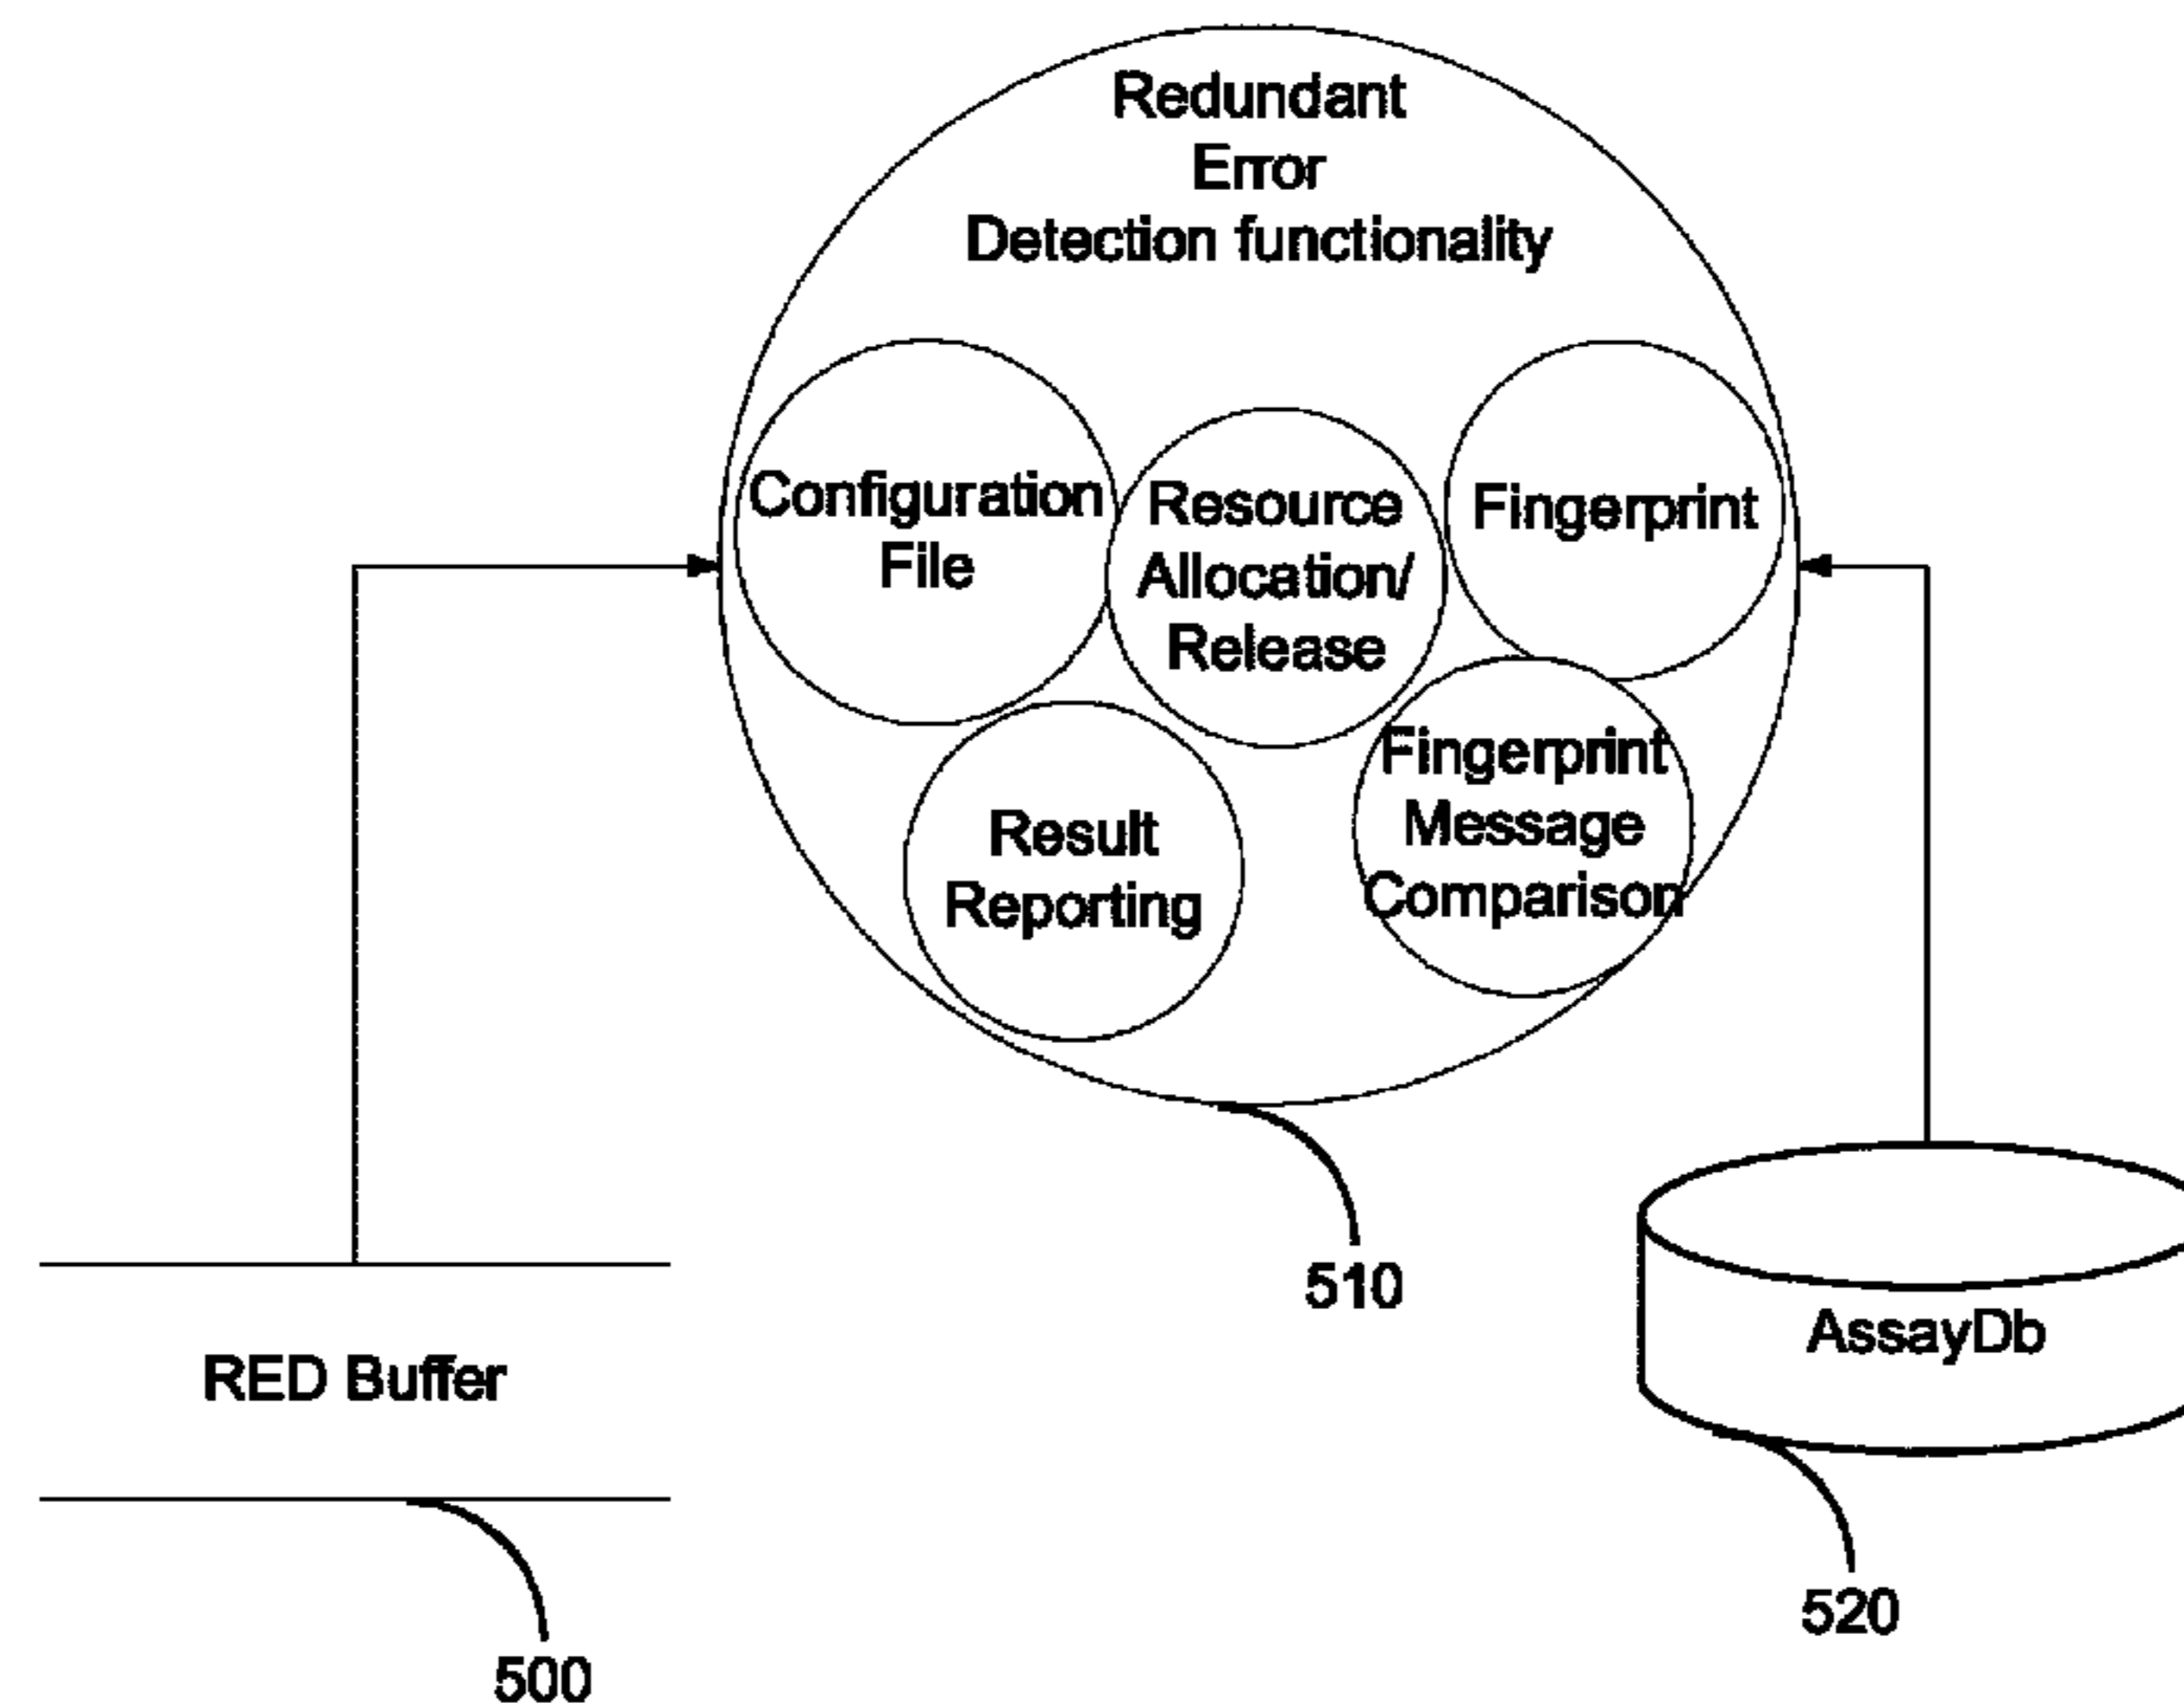 Redundant
Error
Detection functionality
Configuration
File
Resource
Allocation/
Release
Fingerprint
Fingerprint
Message
Comparison
Result
Reporting
510
RED Buffer
500
AssayDb
520